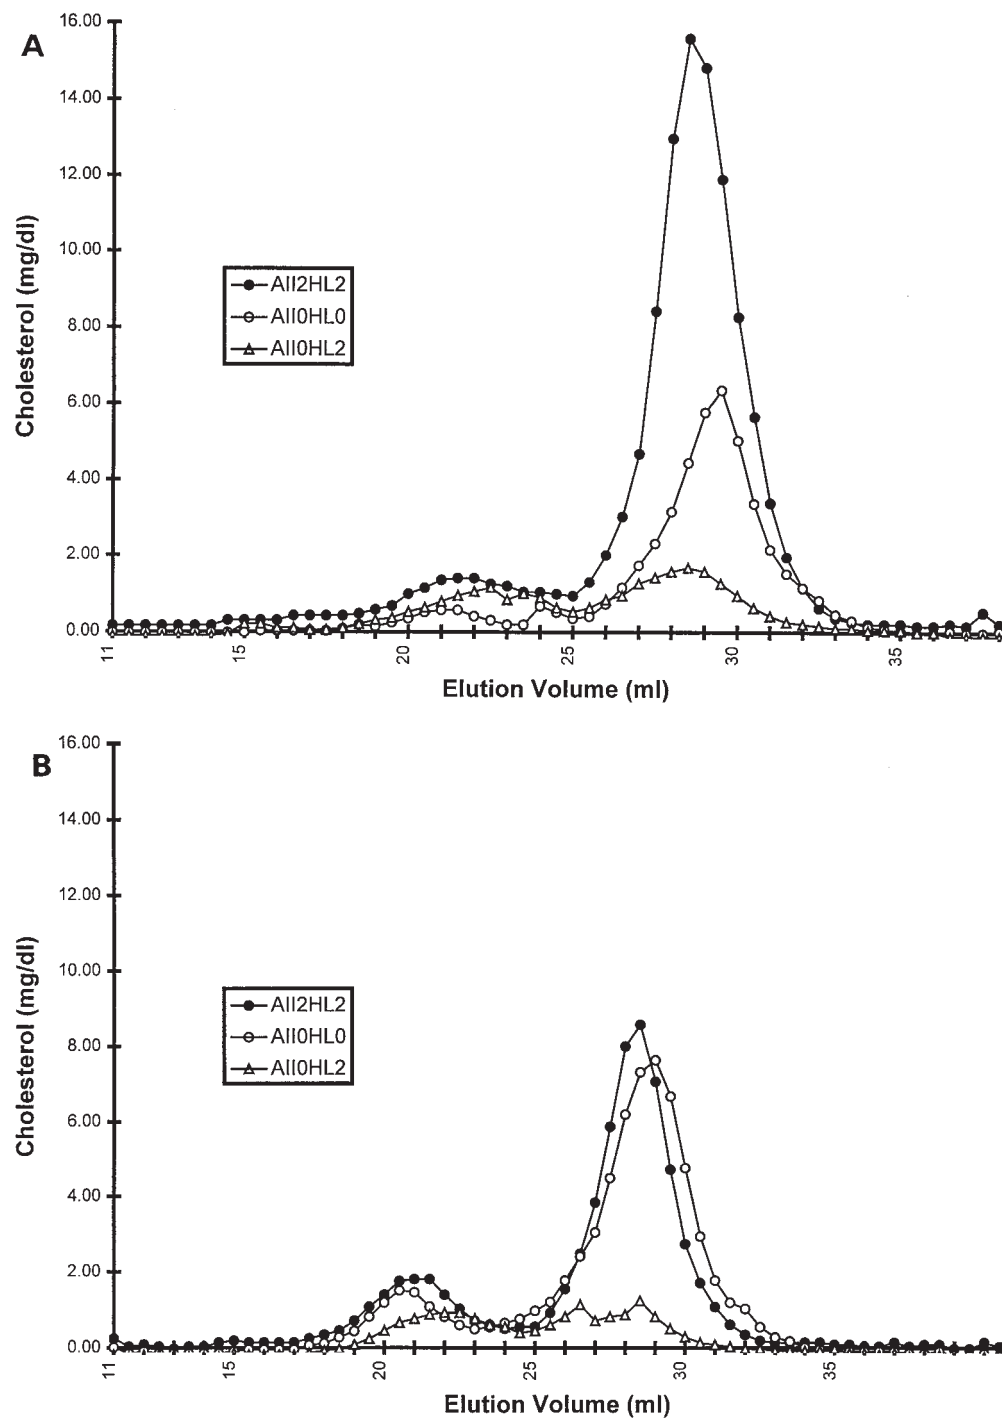 A
16.00
14.00
12.00
10.00
8.00
6.00
4.00
2.00
0.00
Cholesterol (mg/dl)
AII2HL2
AII0HL0
AII0HL2
11
15
20
25
30
35
Elution Volume (ml)
B
16.00
14.00
12.00
10.00
8.00
6.00
4.00
2.00
0.00
Cholesterol (mg/dl)
AII2HL2
AII0HL0
AII0HL2
11
15
20
25
30
35
Elution Volume (ml)